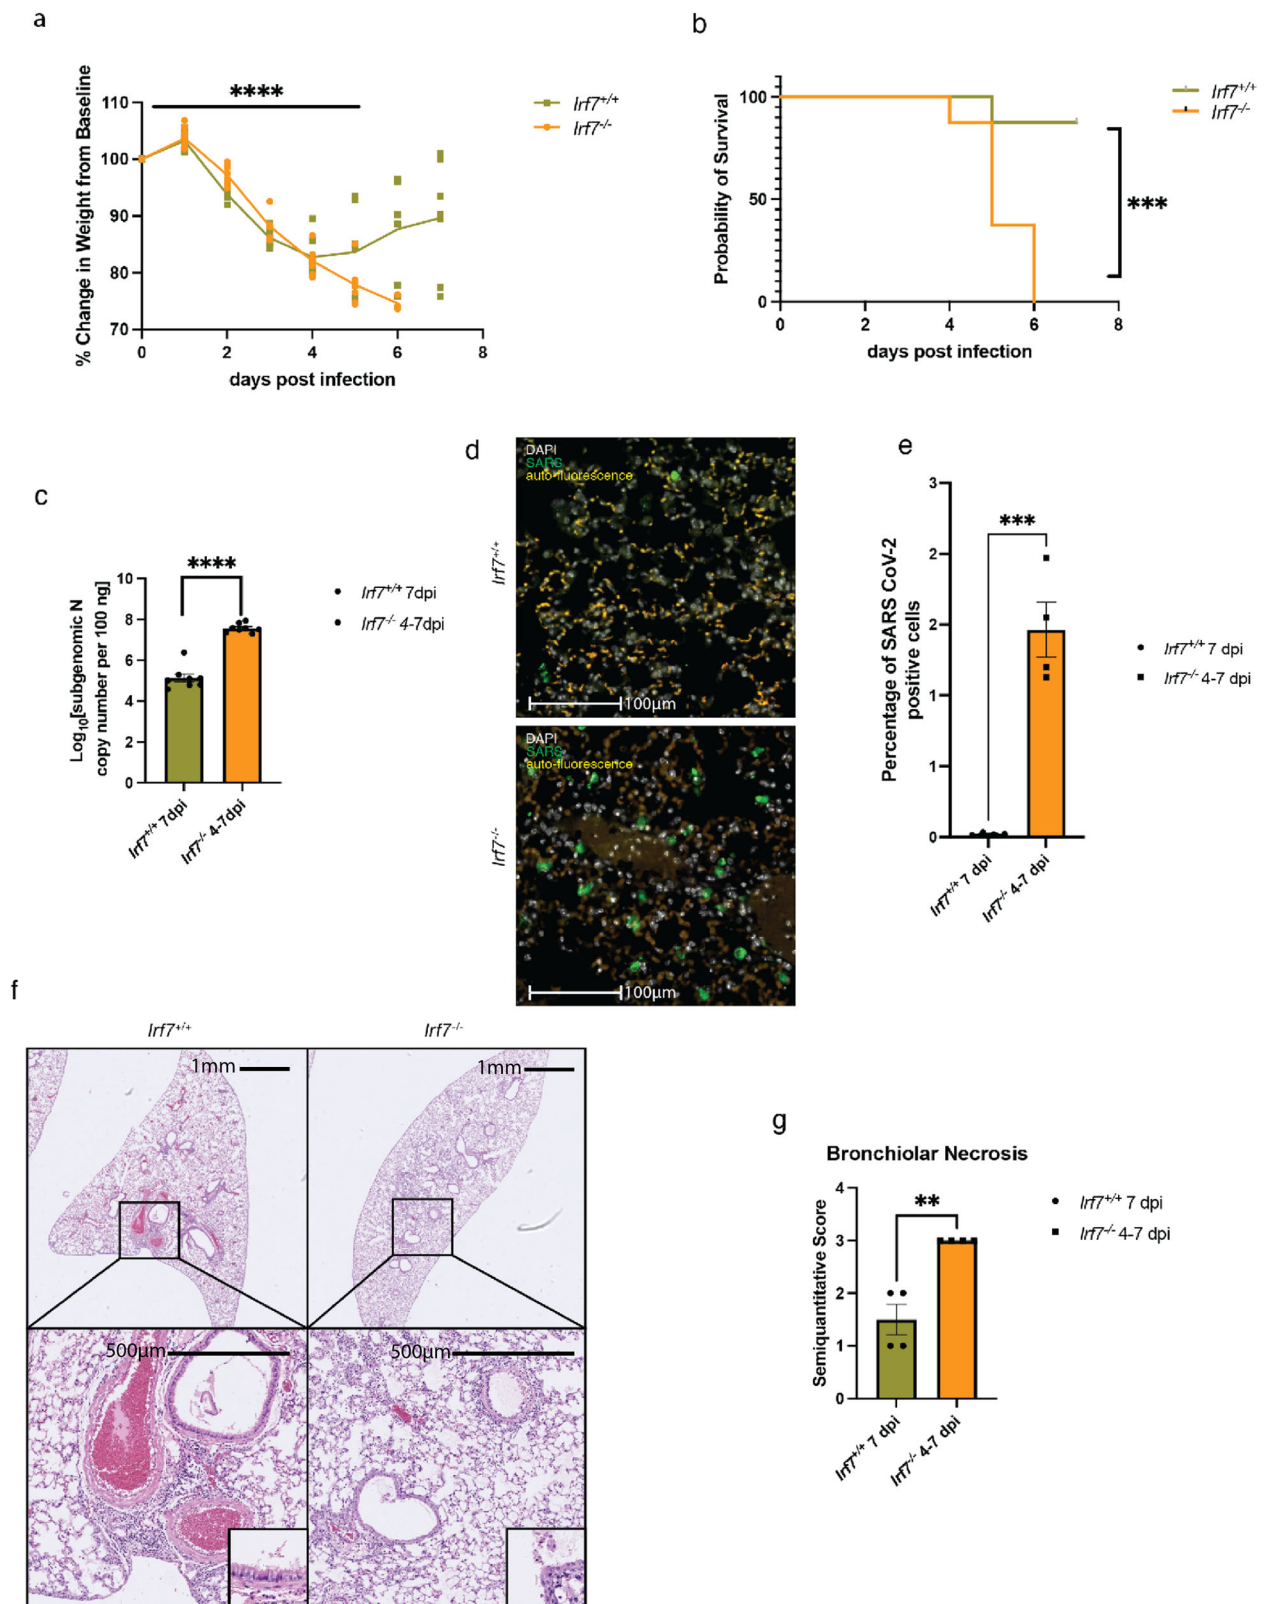 a
% Change in Weight from Baseline
110
100
90
80
70
0
2
4
6
8
days post infection
****
Irf7+/+
Irf7-/-
b
Probability of Survival
100
50
0
0
2
4
6
8
days post infection
***
Irf7+/+
Irf7-/-
c
Log10[subgenomic N
copy number per 100 ng]
10
8
6
4
2
0
****
Irf7+/+ 7dpi
Irf7-/- 4-7dpi
Irf7+/+ 7dpi
Irf7-/- 4-7dpi
d
Irf7+/+
DAPI
SARS
auto-fluorescence
100µm
Irf7-/-
DAPI
SARS
auto-fluorescence
100µm
e
Percentage of SARS CoV-2
positive cells
3
2
2
1
1
0
***
Irf7+/+ 7 dpi
Irf7-/- 4-7 dpi
Irf7+/+ 7 dpi
Irf7-/- 4-7 dpi
f
Irf7+/+
Irf7-/-
1mm
1mm
500µm
500µm
g
Bronchiolar Necrosis
Semiquantitative Score
4
3
2
1
0
**
Irf7+/+ 7 dpi
Irf7-/- 4-7 dpi
Irf7+/+ 7 dpi
Irf7-/- 4-7 dpi